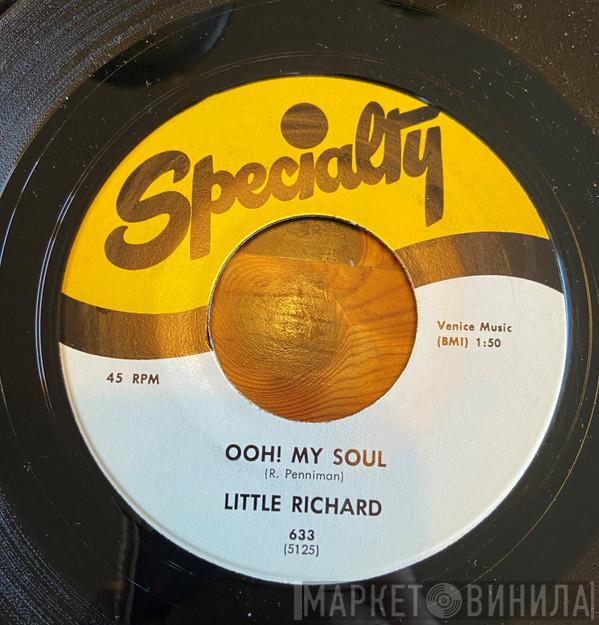 Specialty
Venice Music
(BMI) 1:50
45 RPM
OOH! MY SOUL
(R. Penniman)
LITTLE RICHARD
633
(5125)
МАРКЕТ ВИНИЛА